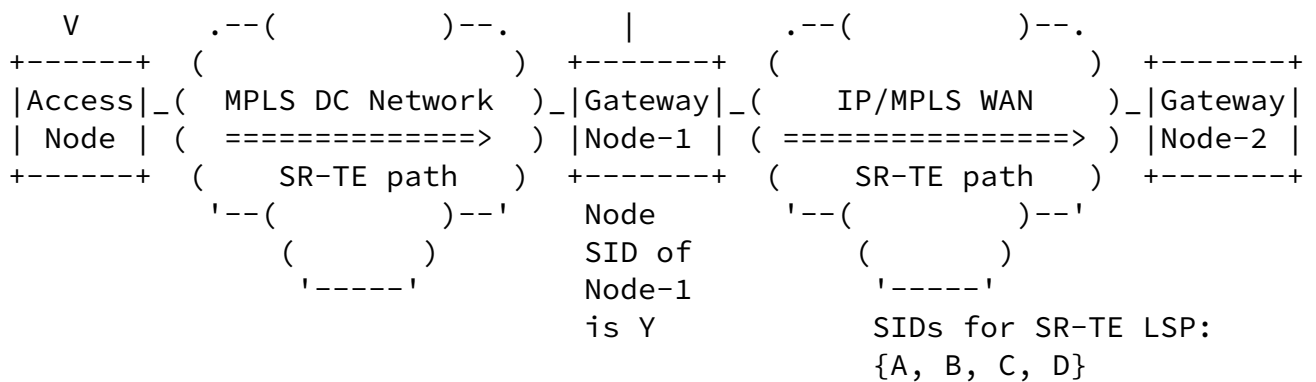 V        .--(         )--.      |         .--(         )--.
+------+  (                 )  +-------+  (                 )  +-------+
|Access|_(  MPLS DC Network  )_|Gateway|_(    IP/MPLS WAN    )_|Gateway|
| Node | (  ==============>  ) |Node-1 | ( ================> ) |Node-2 |
+------+  (    SR-TE path   )  +-------+  (    SR-TE path   )  +-------+
           '--(         )--'    Node       '--(         )--'
               (       )        SID of         (       )
                '-----'         Node-1          '-----'
                                is Y            SIDs for SR-TE LSP:
                                                {A, B, C, D}